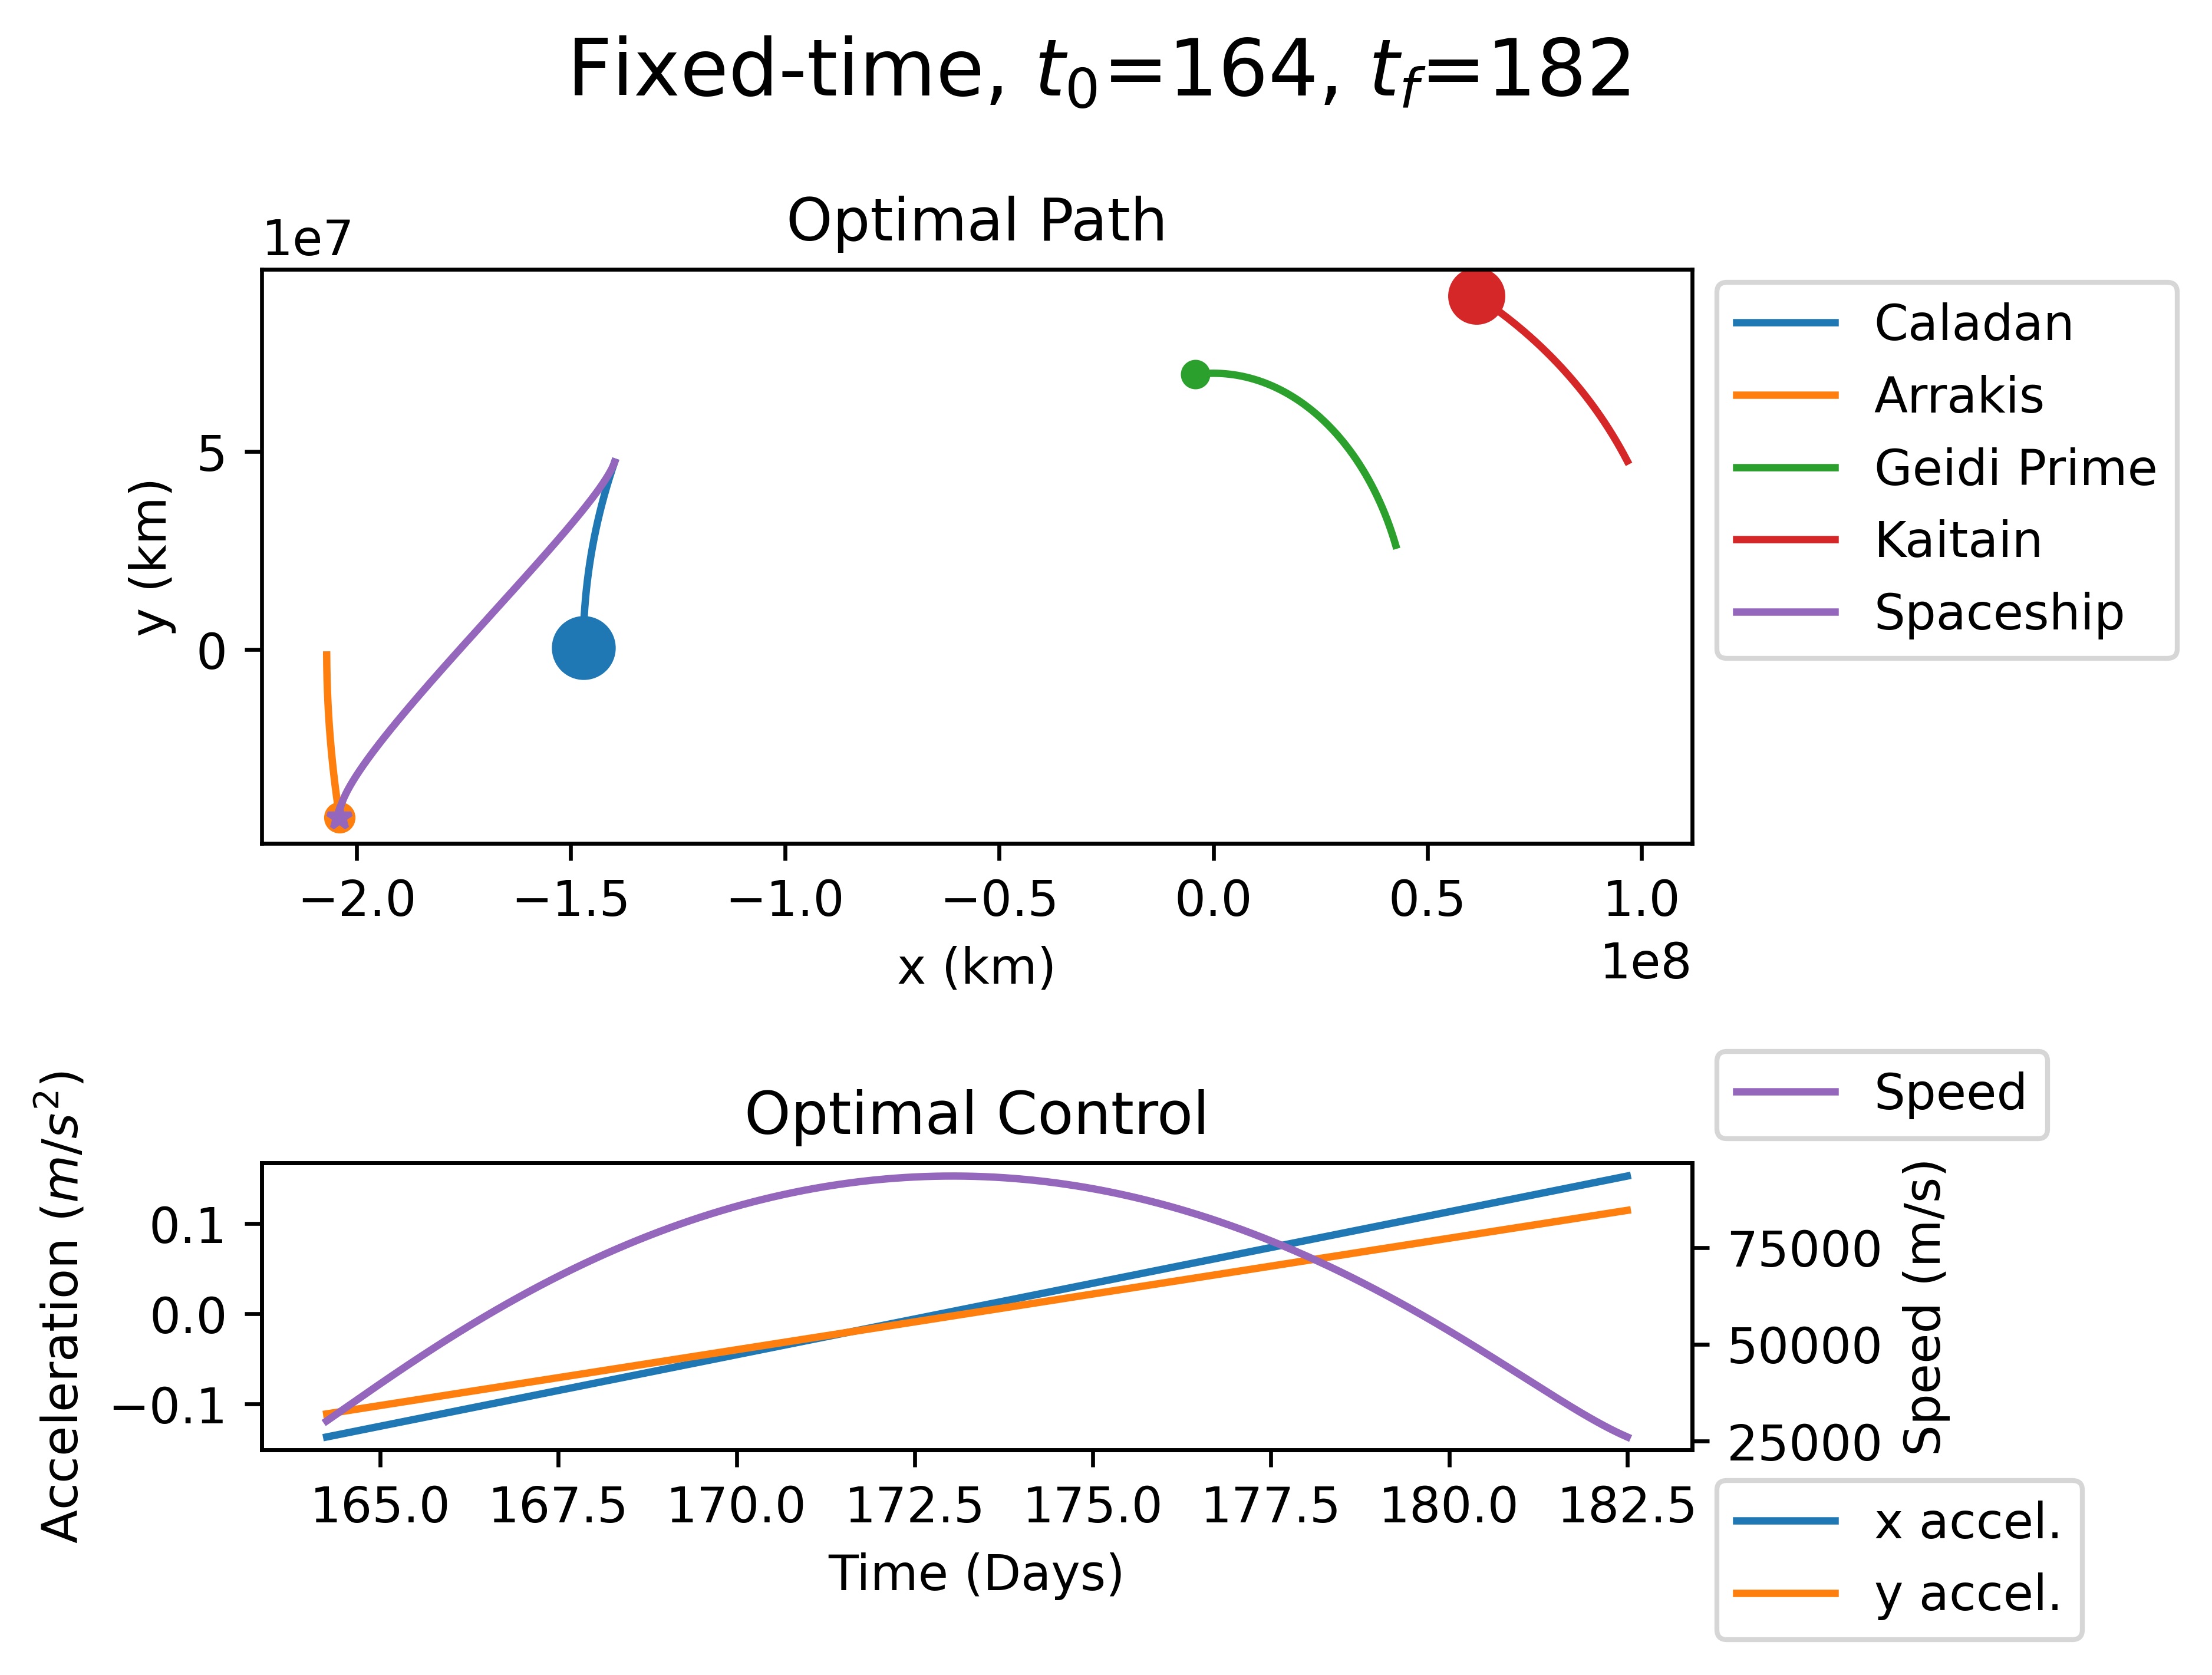 Fixed-time, t₀=164, t_f=182
Optimal Path
1e7
5
0
y (km)
−2.0 −1.5 −1.0 −0.5 0.0 0.5 1.0
1e8
x (km)
Caladan
Arrakis
Geidi Prime
Kaitain
Spaceship
Speed
Optimal Control
Acceleration (m/s²)
0.1
0.0
−0.1
75000
50000
25000
Speed (m/s)
165.0 167.5 170.0 172.5 175.0 177.5 180.0 182.5
Time (Days)
x accel.
y accel.